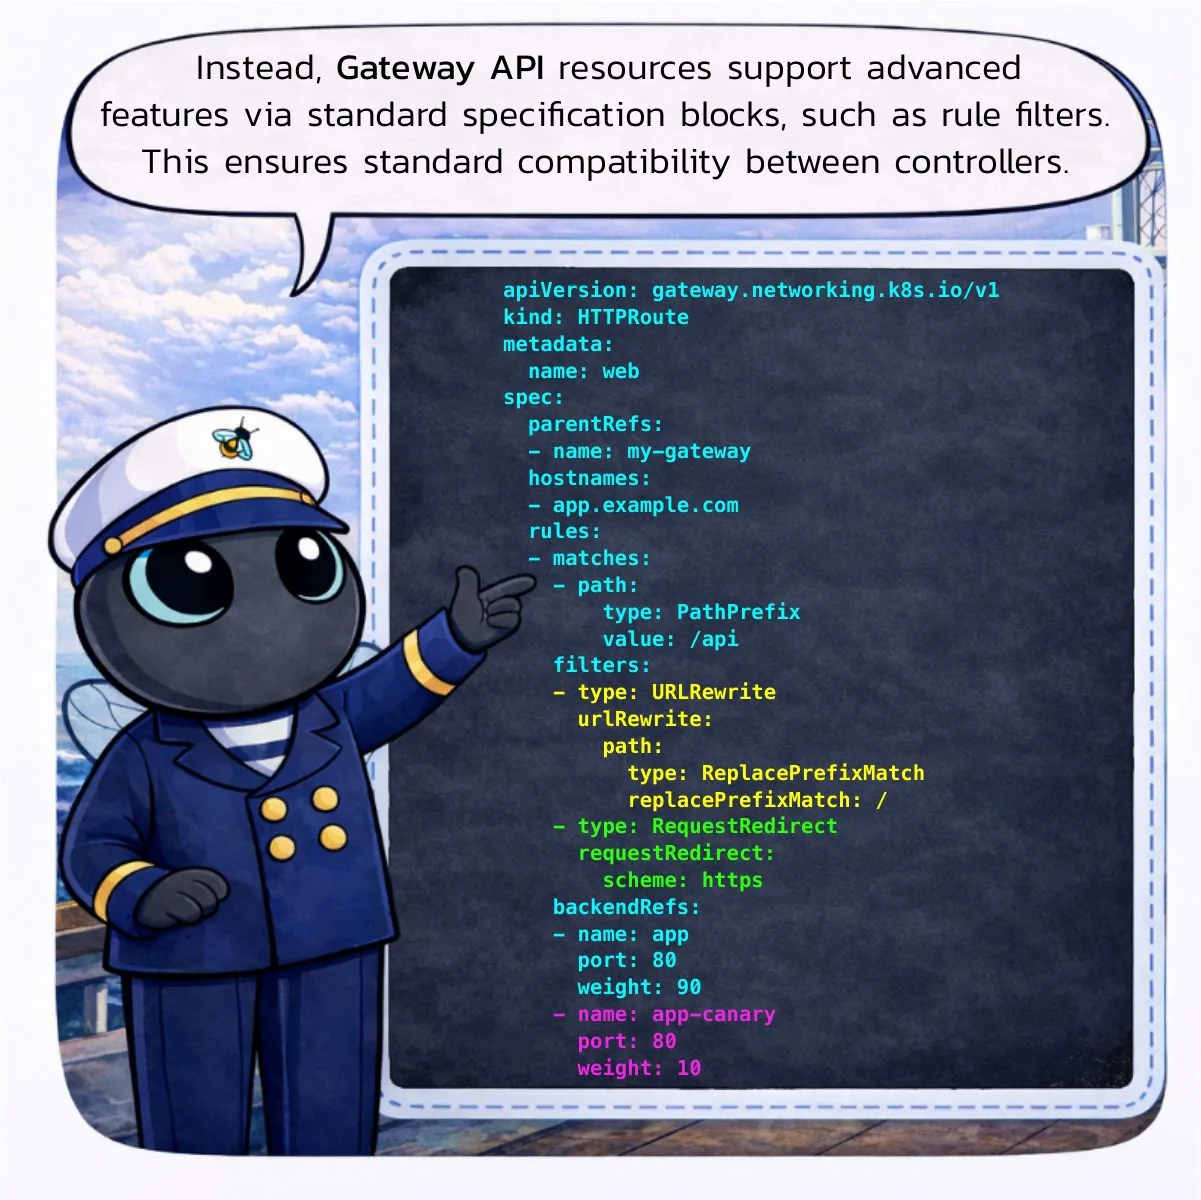 Instead, Gateway API resources support advanced
features via standard specification blocks, such as rule filters.
This ensures standard compatibility between controllers.
apiVersion: gateway.networking.k8s.io/v1
kind: HTTPRoute
metadata:
  name: web
spec:
  parentRefs:
  - name: my-gateway
  hostnames:
  - app.example.com
  rules:
  - matches:
    - path:
        type: PathPrefix
        value: /api
    filters:
    - type: URLRewrite
      urlRewrite:
        path:
          type: ReplacePrefixMatch
          replacePrefixMatch: /
    - type: RequestRedirect
      requestRedirect:
        scheme: https
    backendRefs:
    - name: app
      port: 80
      weight: 90
    - name: app-canary
      port: 80
      weight: 10